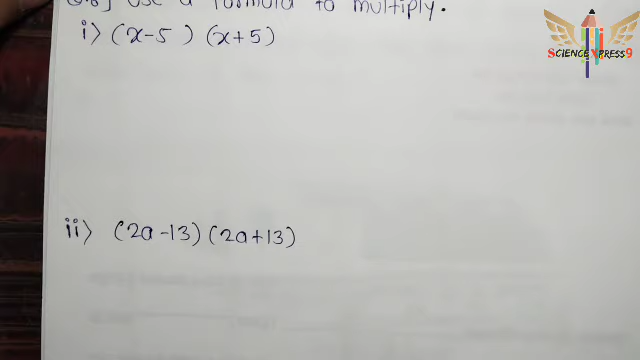 Use a formula to multiply.
i> (x-5) (x+5)
ii> (2a-13) (2a+13)
SCIENCE XPRESS9